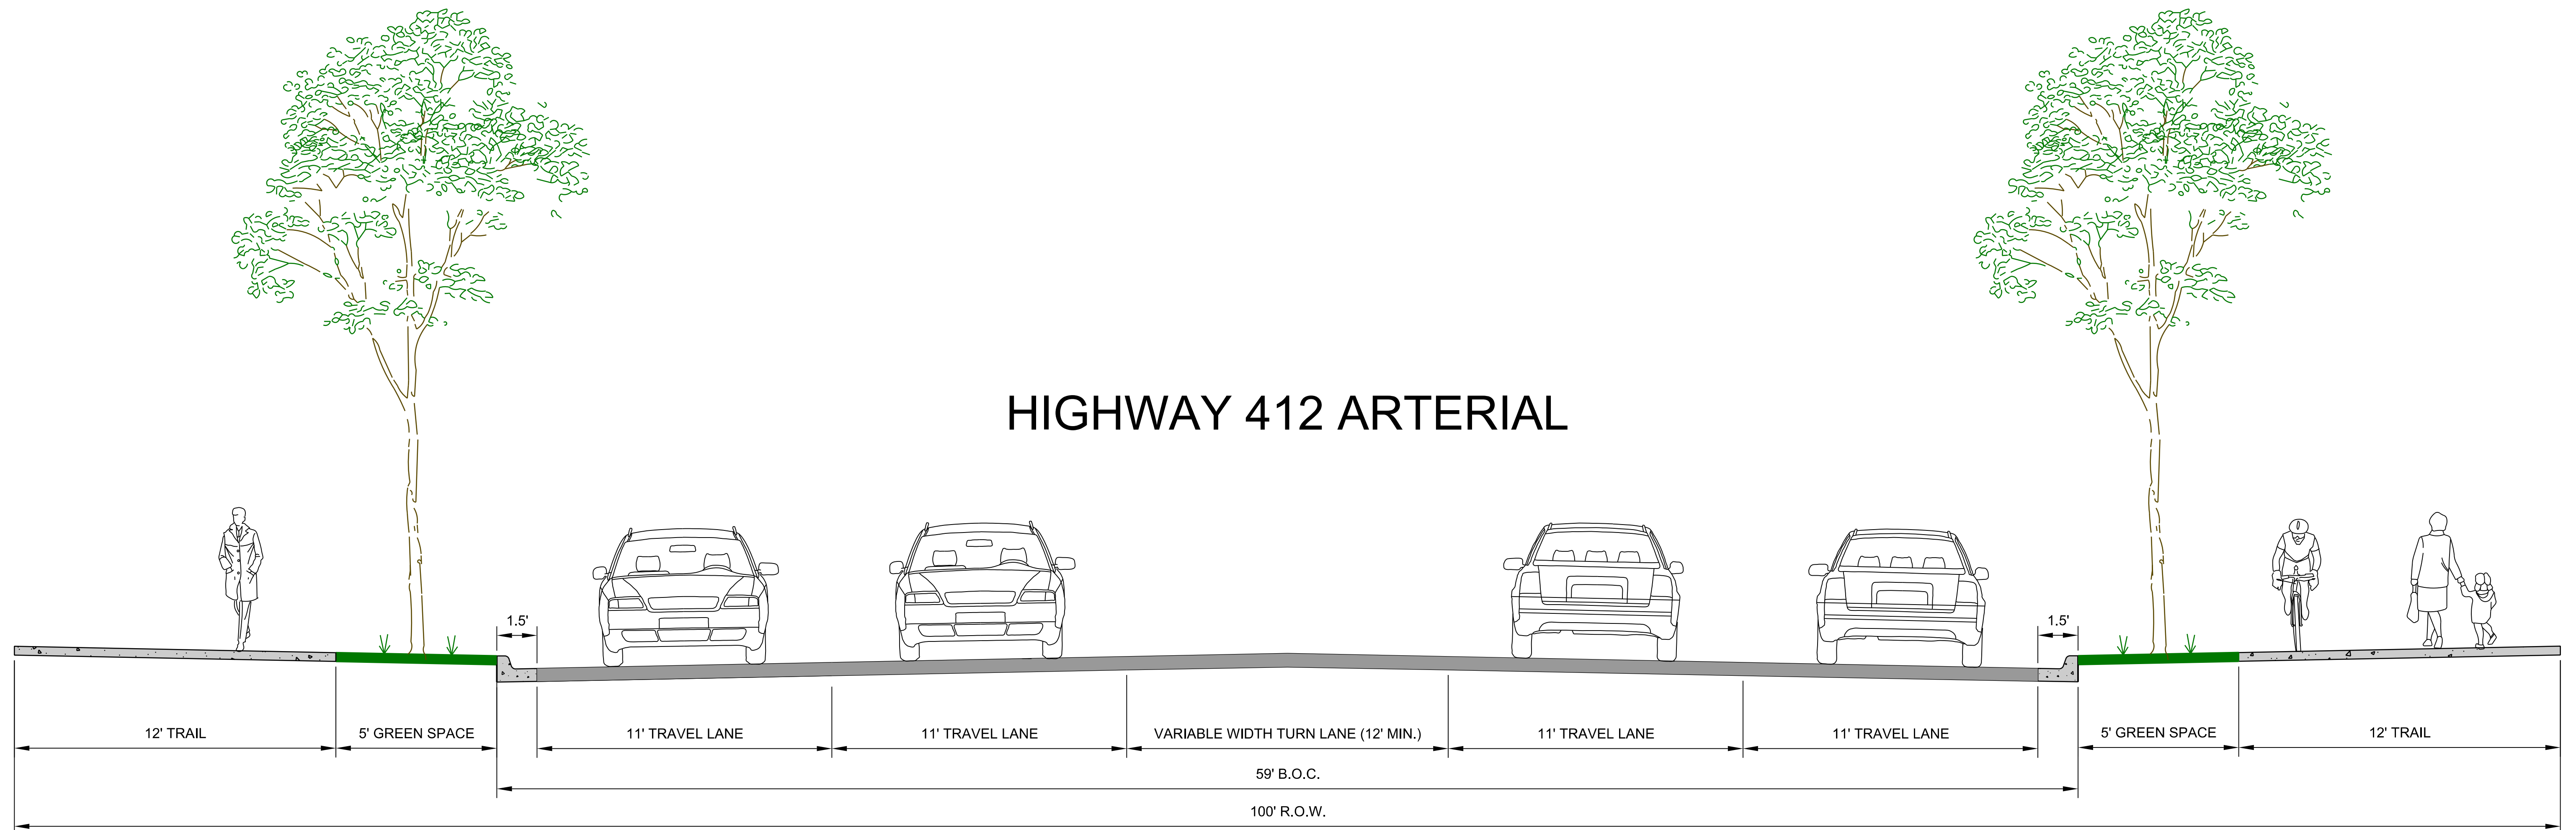 HIGHWAY 412 ARTERIAL
1.5'
1.5'
12' TRAIL
5' GREEN SPACE
11' TRAVEL LANE
11' TRAVEL LANE
VARIABLE WIDTH TURN LANE (12' MIN.)
11' TRAVEL LANE
11' TRAVEL LANE
5' GREEN SPACE
12' TRAIL
59' B.O.C.
100' R.O.W.